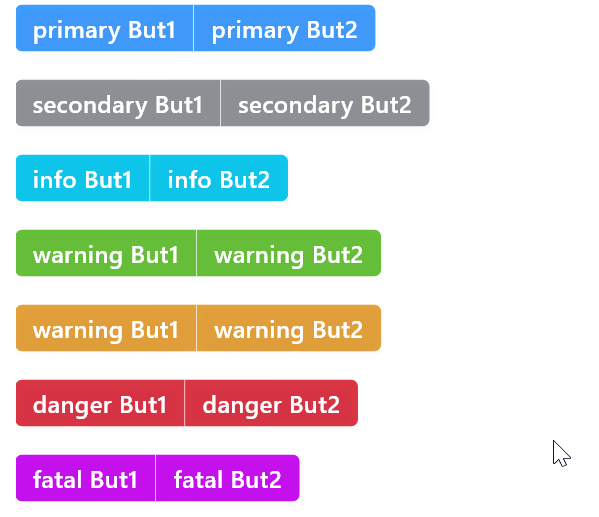 primary But1 primary But2
secondary But1 secondary But2
info But1 info But2
warning But1 warning But2
warning But1 warning But2
danger But1 danger But2
fatal But1 fatal But2